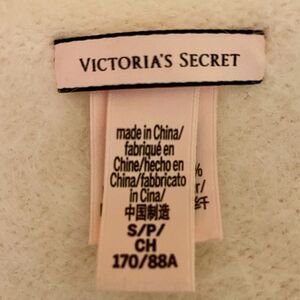 VICTORIA'S SECRET
made in China/
fabriqué en
Chine/hecho en
China/fabbricato
in Cina/
中国制造
S/P/
CH
170/88A
%
r/
纤